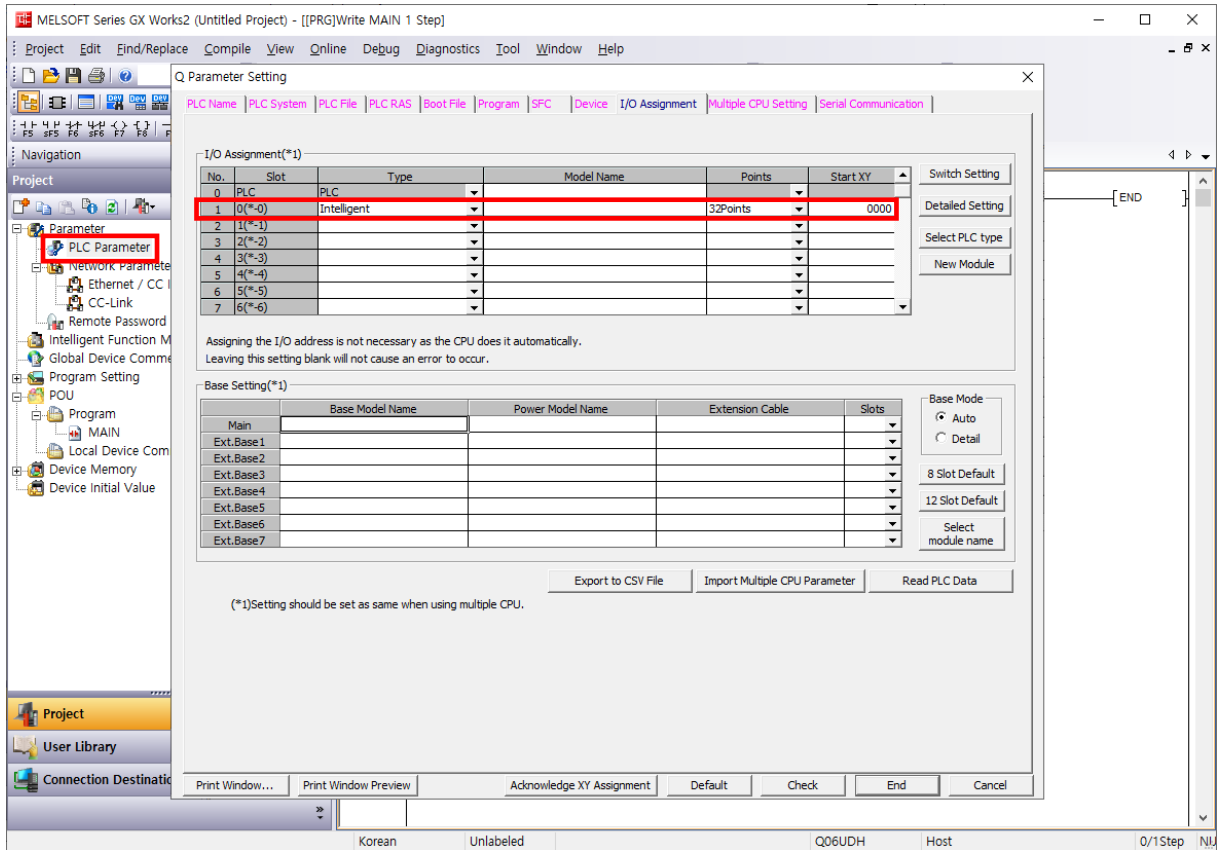 MELSOFT Series GX Works2 (Untitled Project) - [[PRG]Write MAIN 1 Step]
Project Edit Find/Replace Compile View Online Debug Diagnostics Tool Window Help
F5 sF5 F6 sF6 F7 F8
Navigation
Project
Parameter
PLC Parameter
Network Paramete
Ethernet / CC I
CC-Link
Remote Password
Intelligent Function M
Global Device Comme
Program Setting
POU
Program
MAIN
Local Device Com
Device Memory
Device Initial Value
Project
User Library
Connection Destinatio
Q Parameter Setting
PLC Name PLC System PLC File PLC RAS Boot File Program SFC Device I/O Assignment Multiple CPU Setting Serial Communication
I/O Assignment(*1)
No. Slot Type Model Name Points Start XY
0 PLC PLC
1 0(*-0) Intelligent 32Points 0000
2 1(*-1)
3 2(*-2)
4 3(*-3)
5 4(*-4)
6 5(*-5)
7 6(*-6)
Switch Setting
Detailed Setting
Select PLC type
New Module
Assigning the I/O address is not necessary as the CPU does it automatically.
Leaving this setting blank will not cause an error to occur.
Base Setting(*1)
Base Model Name Power Model Name Extension Cable Slots
Main
Ext.Base1
Ext.Base2
Ext.Base3
Ext.Base4
Ext.Base5
Ext.Base6
Ext.Base7
Base Mode
Auto
Detail
8 Slot Default
12 Slot Default
Select
module name
Export to CSV File Import Multiple CPU Parameter Read PLC Data
(*1)Setting should be set as same when using multiple CPU.
Print Window... Print Window Preview Acknowledge XY Assignment Default Check End Cancel
END
Korean Unlabeled Q06UDH Host 0/1Step NU